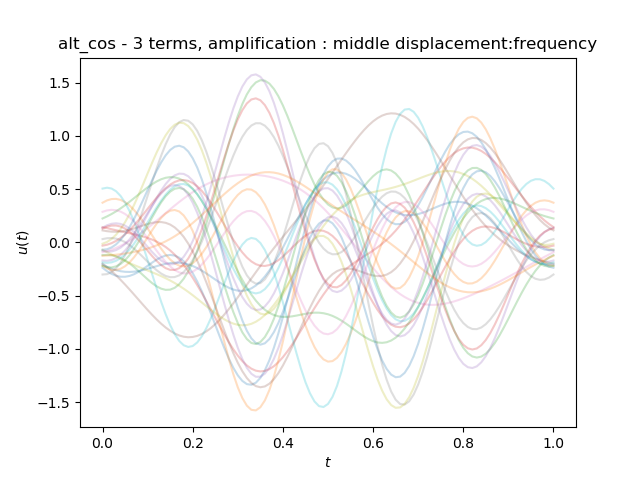 alt_cos - 3 terms, amplification : middle displacement:frequency
1.5
1.0
0.5
0.0
−0.5
−1.0
−1.5
u(t)
0.0 0.2 0.4 0.6 0.8 1.0
t